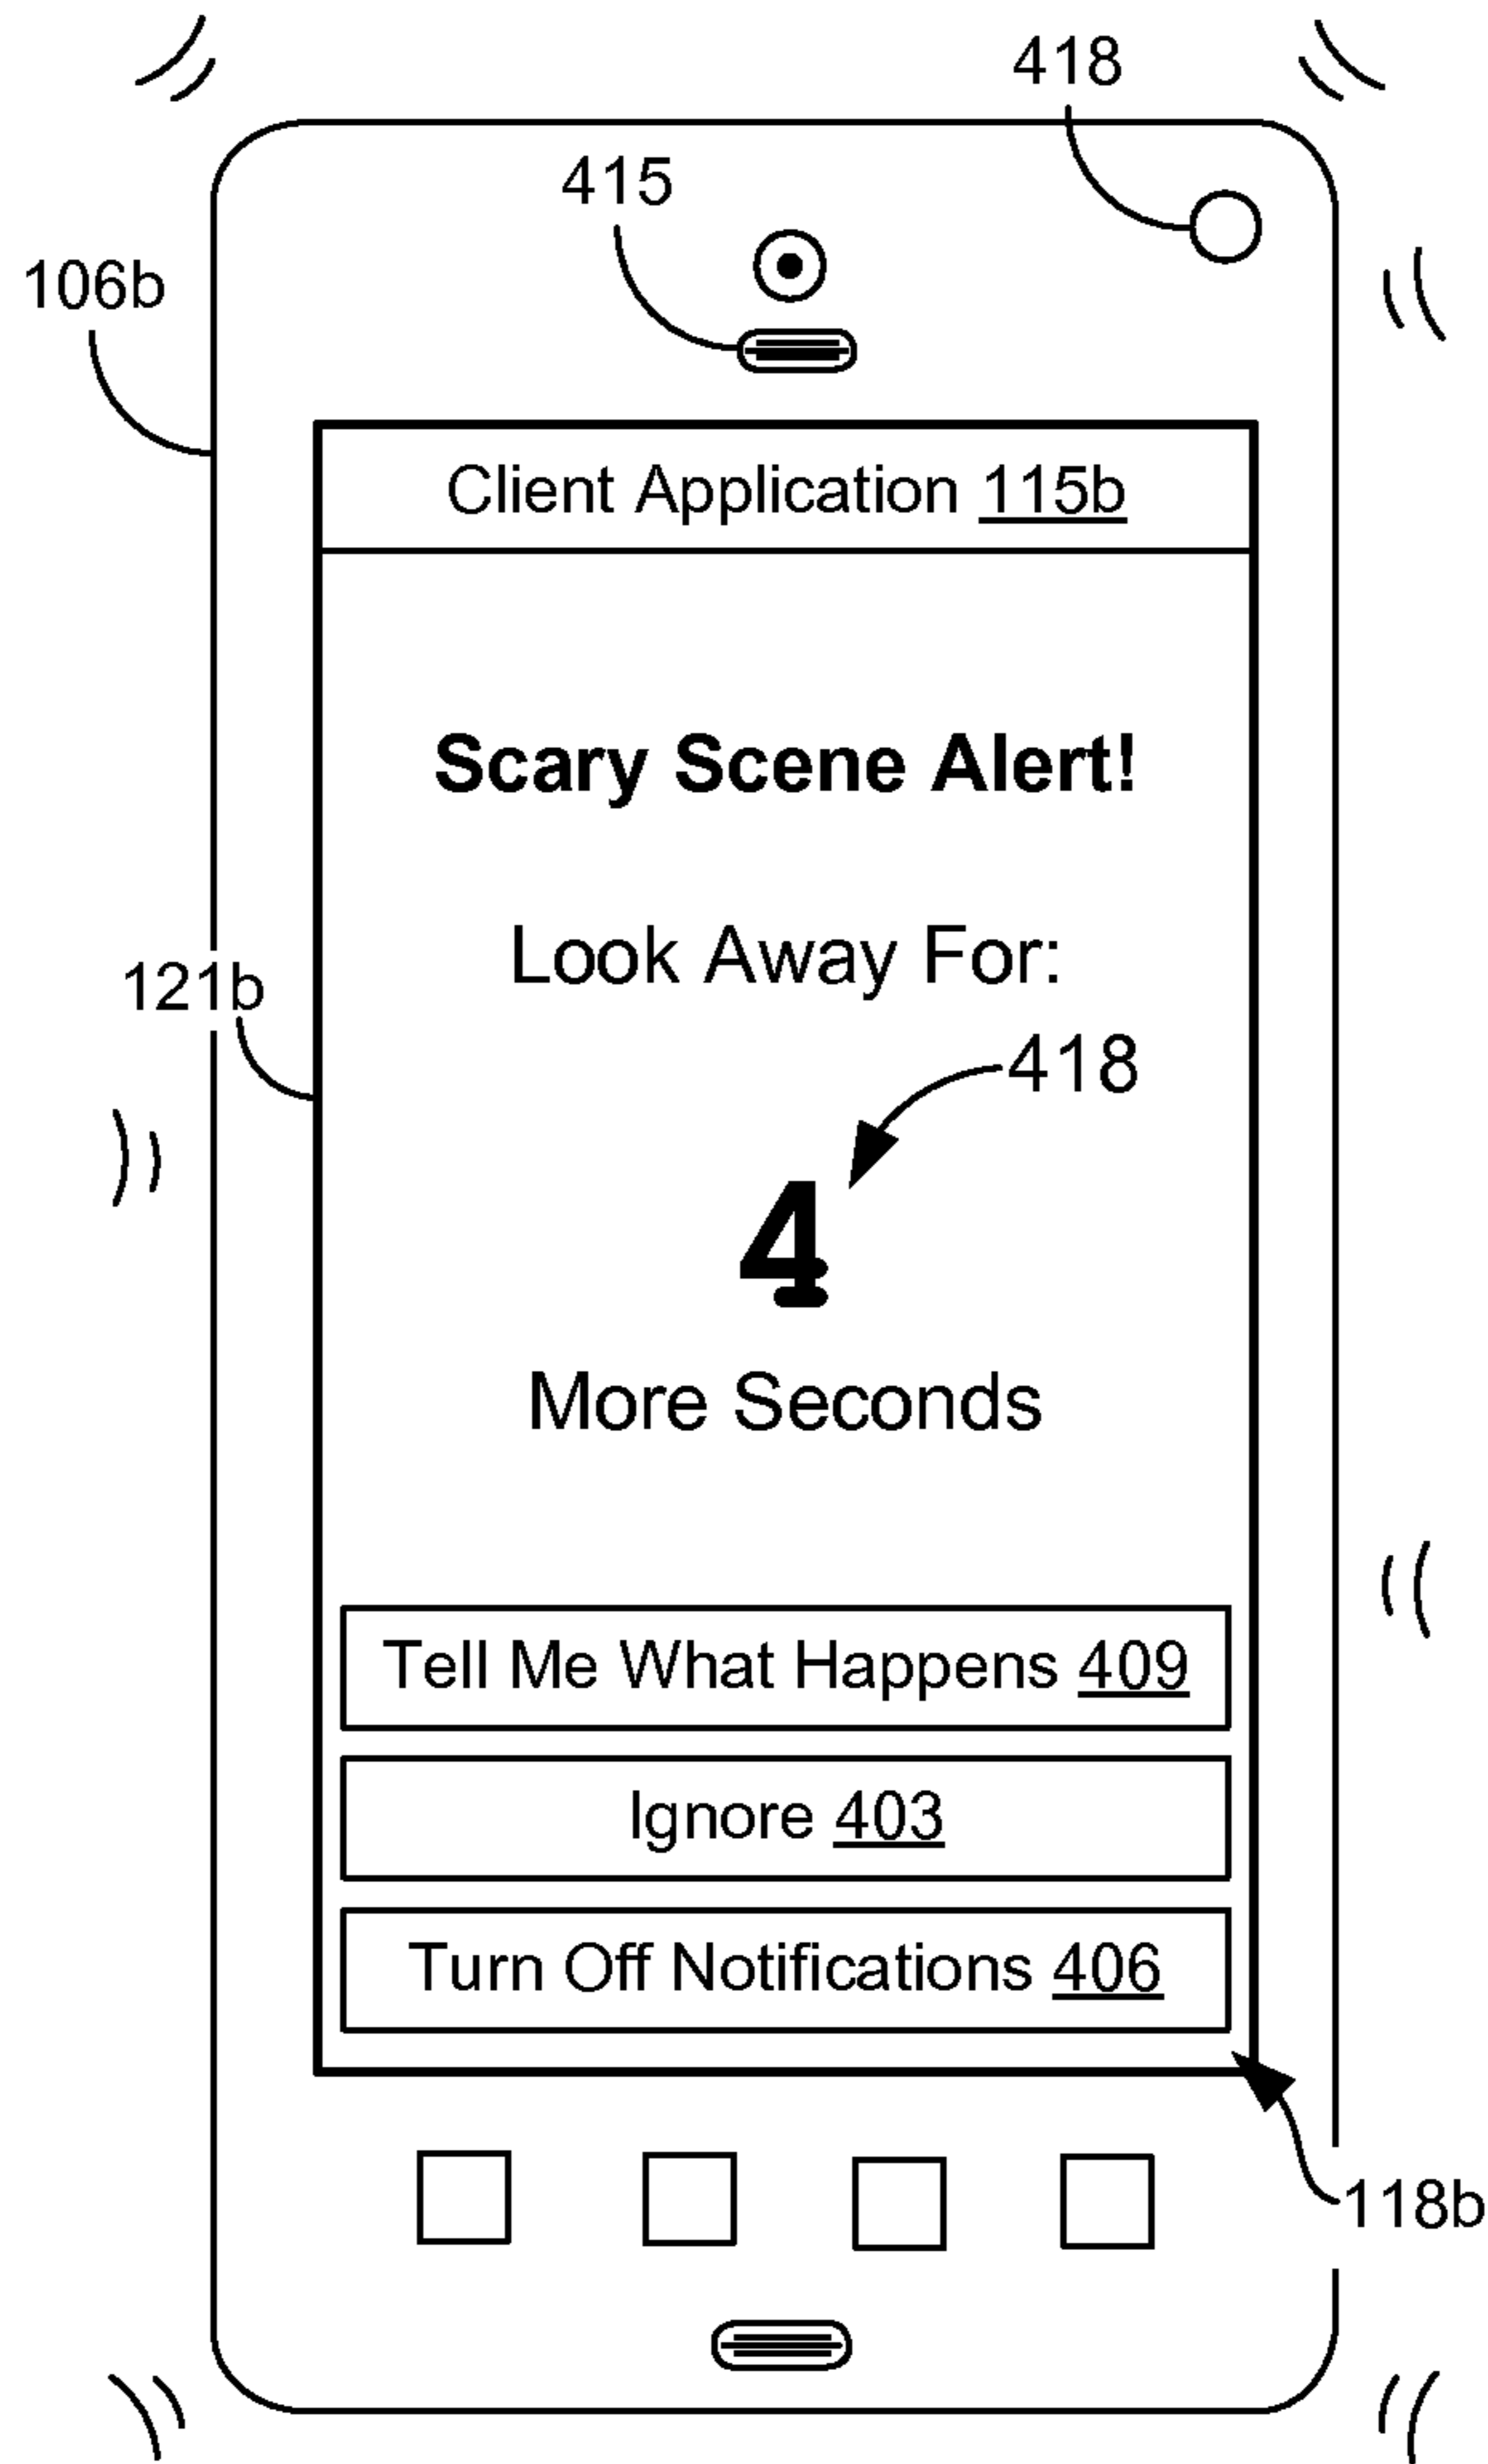 418
415
106b
Client Application 115b
Scary Scene Alert!
Look Away For:
121b
418
4
More Seconds
Tell Me What Happens 409
Ignore 403
Turn Off Notifications 406
118b